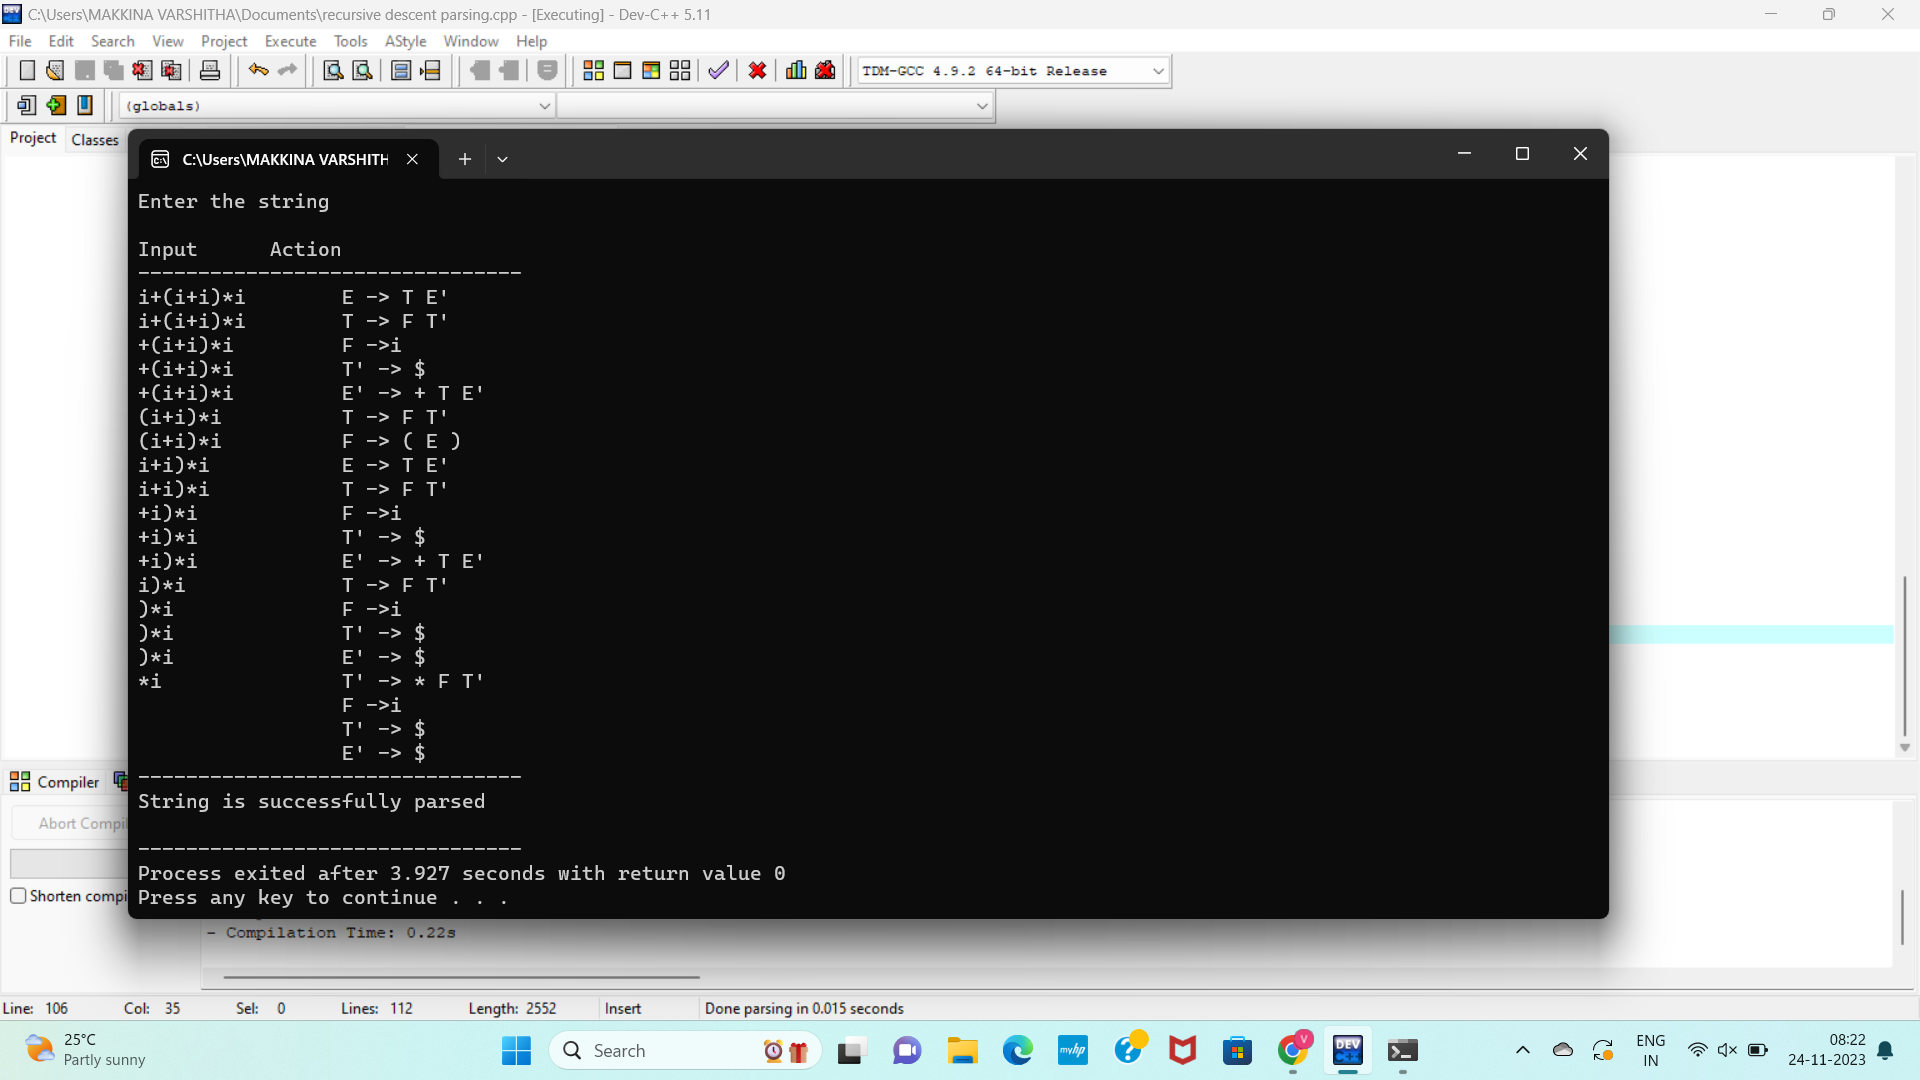 C:\Users\MAKKINA VARSHITHA\Documents\recursive descent parsing.cpp - [Executing] - Dev-C++ 5.11
File Edit Search View Project Execute Tools AStyle Window Help
TDM-GCC 4.9.2 64-bit Release
(globals)
Project Classes
C:\Users\MAKKINA VARSHITH
Enter the string
Input Action
--------------------------------
i+(i+i)*i E -> T E'
i+(i+i)*i T -> F T'
+(i+i)*i F ->i
+(i+i)*i T' -> $
+(i+i)*i E' -> + T E'
(i+i)*i T -> F T'
(i+i)*i F -> ( E )
i+i)*i E -> T E'
i+i)*i T -> F T'
+i)*i F ->i
+i)*i T' -> $
+i)*i E' -> + T E'
i)*i T -> F T'
)*i F ->i
)*i T' -> $
)*i E' -> $
*i T' -> * F T'
F ->i
T' -> $
E' -> $
--------------------------------
String is successfully parsed
--------------------------------
Process exited after 3.927 seconds with return value 0
Press any key to continue . . .
Compiler
Abort Compil
Shorten compi
- Compilation Time: 0.22s
Line: 106 Col: 35 Sel: 0 Lines: 112 Length: 2552 Insert Done parsing in 0.015 seconds
25°C
Partly sunny
Search
myhp
DEV C++
V
ENG
IN
08:22
24-11-2023